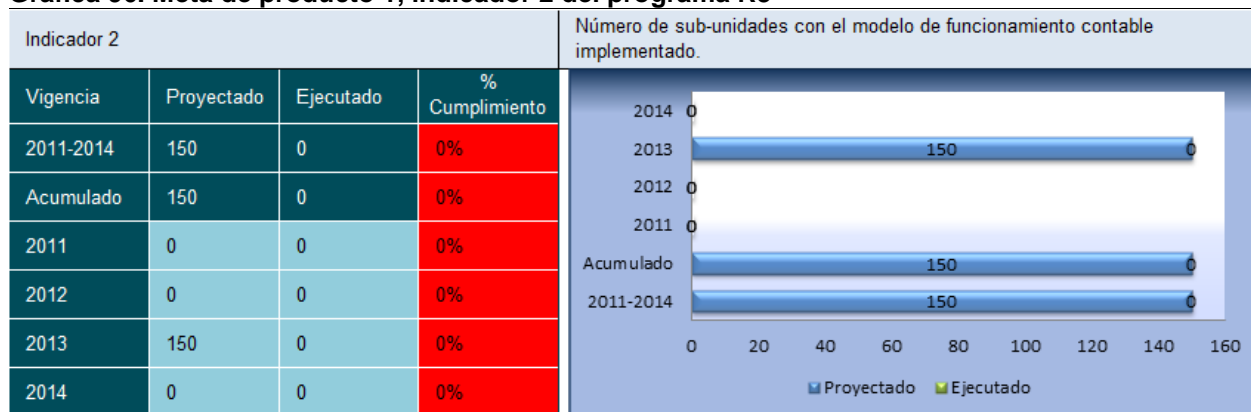 Indicador 2
Número de sub-unidades con el modelo de funcionamiento contable
implementado.
Vigencia Proyectado Ejecutado % Cumplimiento
2011-2014 150 0 0%
Acumulado 150 0 0%
2011 0 0 0%
2012 0 0 0%
2013 150 0 0%
2014 0 0 0%
2014 0
2013 150 0
2012 0
2011 0
Acumulado 150 0
2011-2014 150 0
0 20 40 60 80 100 120 140 160
Proyectado Ejecutado